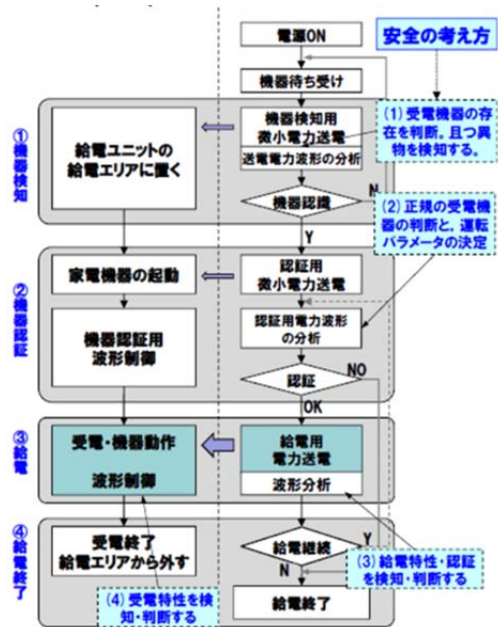 電源ON
安全の考え方
機器待ち受け
①機器検知
給電ユニットの
給電エリアに置く
機器検知用
微小電力送電
送電電力波形の分析
(1) 受電機器の存
在を判断。且つ異
物を検知する。
機器認識
N
Y
(2) 正規の受電機
器の判断と、運転
パラメータの決定
②機器認証
家電機器の起動
認証用
微小電力送電
機器認証用
波形制御
認証用電力波形
の分析
認証
NO
OK
③給電
受電・機器動作
波形制御
給電用
電力送電
波形分析
④給電終了
受電終了
給電エリアから外す
給電継続
Y
N
(3) 給電特性・認証
を検知・判断する
(4) 受電特性を検
知・判断する
給電終了